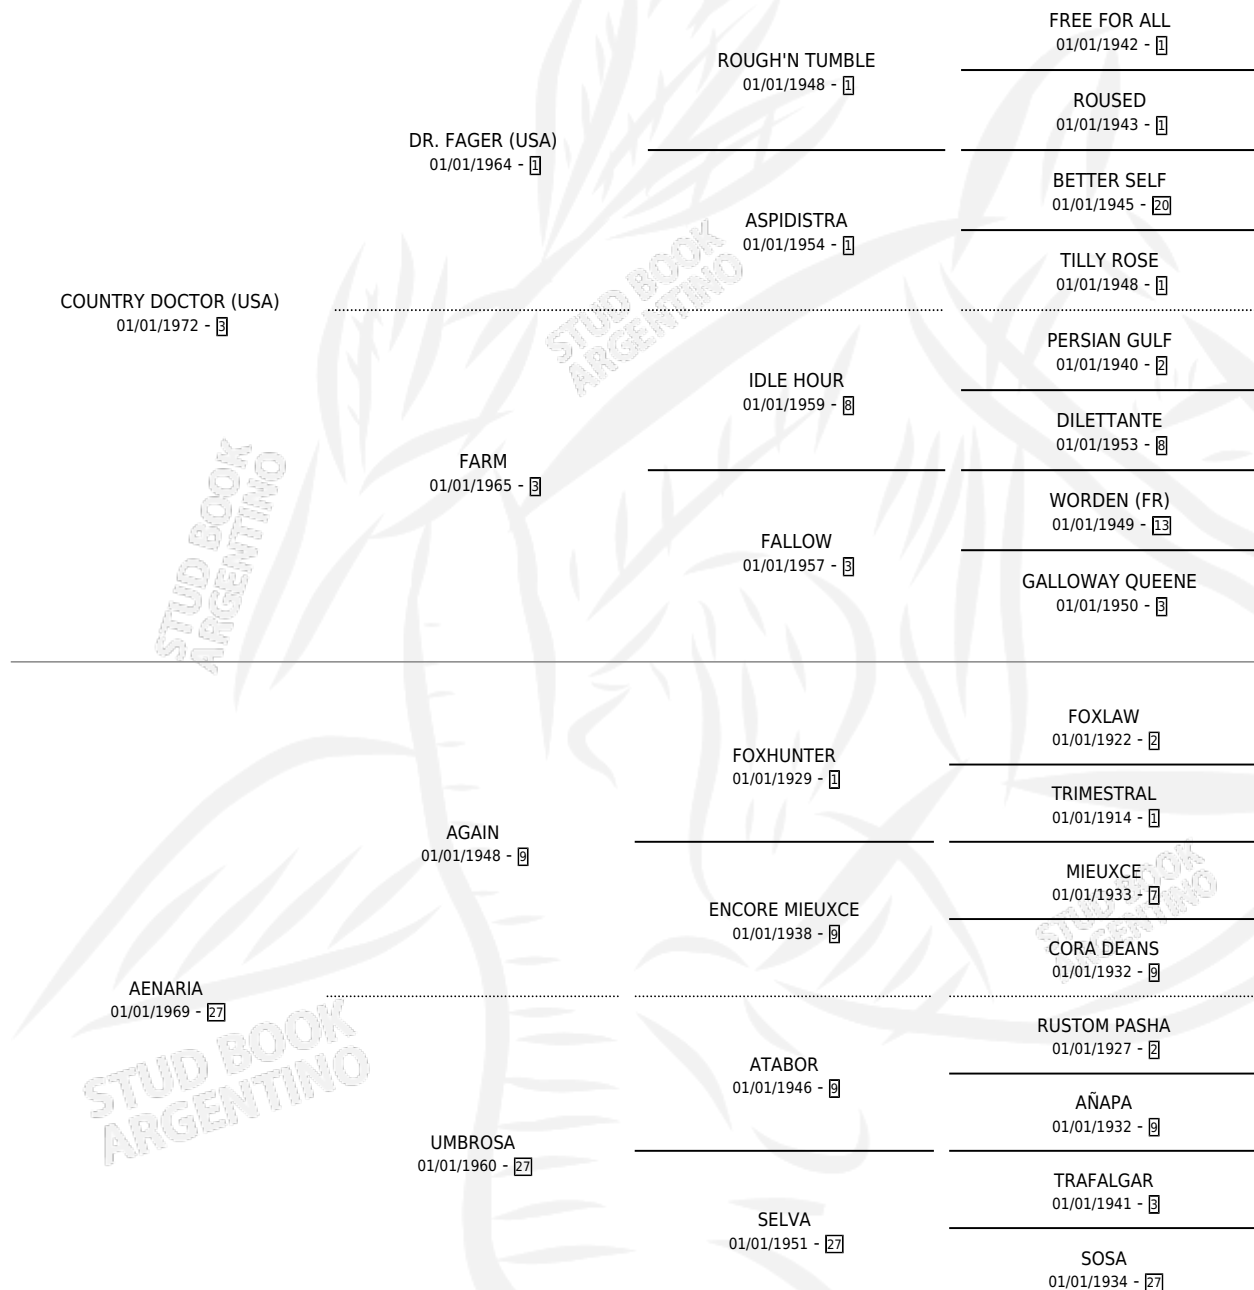 FREE FOR ALL
01/01/1942 - 1
ROUGH'N TUMBLE
01/01/1948 - 1
ROUSED
01/01/1943 - 1
DR. FAGER (USA)
01/01/1964 - 1
BETTER SELF
01/01/1945 - 20
ASPIDISTRA
01/01/1954 - 1
TILLY ROSE
01/01/1948 - 1
COUNTRY DOCTOR (USA)
01/01/1972 - 3
PERSIAN GULF
01/01/1940 - 2
IDLE HOUR
01/01/1959 - 8
DILETTANTE
01/01/1953 - 8
FARM
01/01/1965 - 3
WORDEN (FR)
01/01/1949 - 13
FALLOW
01/01/1957 - 3
GALLOWAY QUEENE
01/01/1950 - 3
FOXLAW
01/01/1922 - 2
FOXHUNTER
01/01/1929 - 1
TRIMESTRAL
01/01/1914 - 1
AGAIN
01/01/1948 - 9
MIEUXCE
01/01/1933 - 7
ENCORE MIEUXCE
01/01/1938 - 9
CORA DEANS
01/01/1932 - 9
AENARIA
01/01/1969 - 27
RUSTOM PASHA
01/01/1927 - 2
ATABOR
01/01/1946 - 9
AÑAPA
01/01/1932 - 9
UMBROSA
01/01/1960 - 27
TRAFALGAR
01/01/1941 - 3
SELVA
01/01/1951 - 27
SOSA
01/01/1934 - 27
STUD BOOK
ARGENTINO
STUD BOOK
ARGENTINO
STUD BOOK
ARGENTINO
STUD BOOK
ARGENTINO